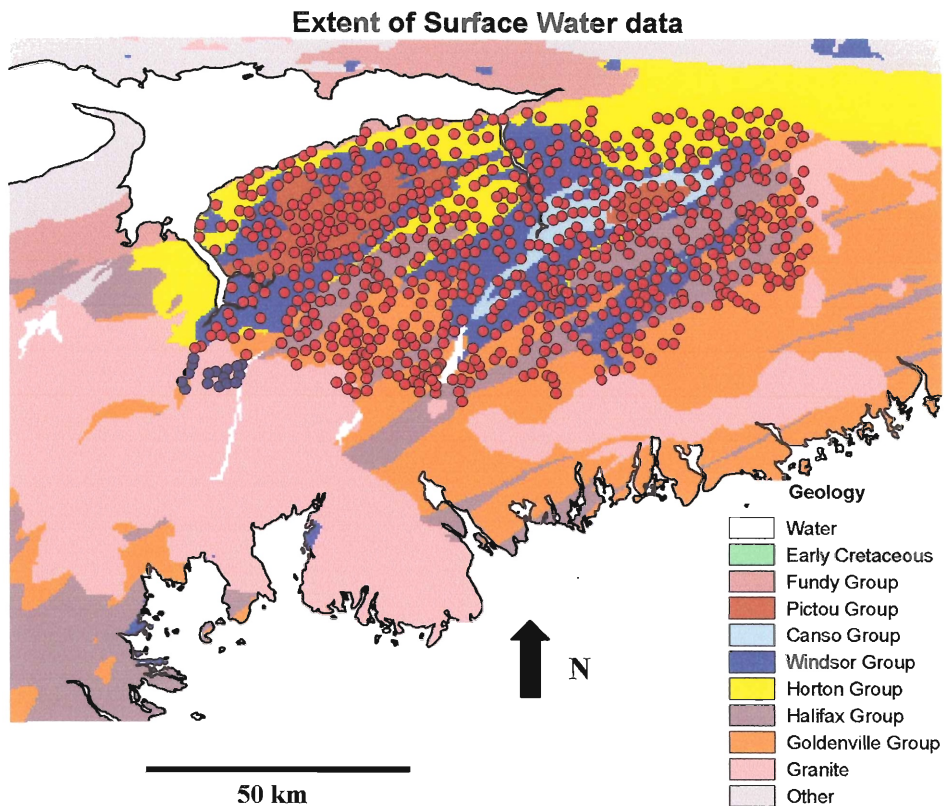 Extent of Surface Water data
Geology
Water
Early Cretaceous
Fundy Group
Pictou Group
Canso Group
Windsor Group
Horton Group
Halifax Group
Goldenville Group
Granite
Other
N
50 km